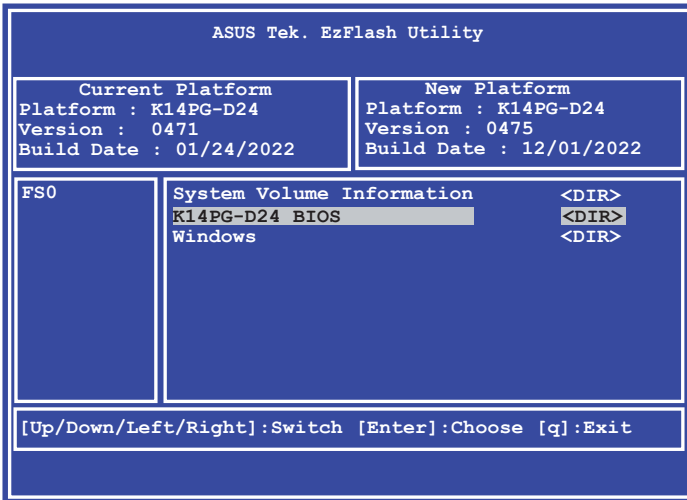 ASUS Tek. EzFlash Utility
Current Platform
Platform : K14PG-D24
Version : 0471
Build Date : 01/24/2022
New Platform
Platform : K14PG-D24
Version : 0475
Build Date : 12/01/2022
FS0
System Volume Information <DIR>
K14PG-D24 BIOS <DIR>
Windows <DIR>
[Up/Down/Left/Right]:Switch [Enter]:Choose [q]:Exit